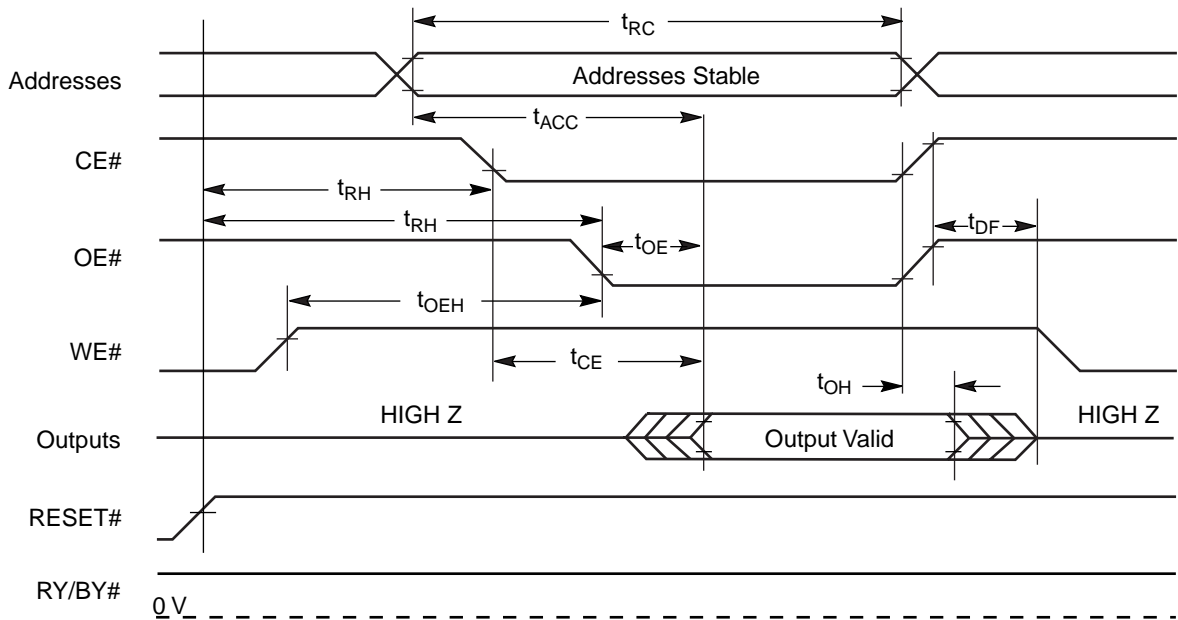 tRC
Addresses
Addresses Stable
tACC
CE#
tRH
tRH
tDF
OE#
tOE
tOEH
WE#
tCE
tOH
HIGH Z
HIGH Z
Outputs
Output Valid
RESET#
RY/BY#
0 V